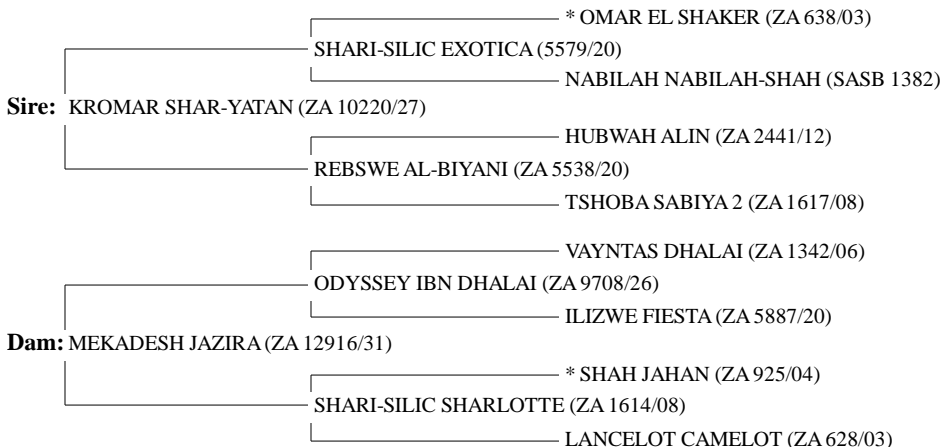 * OMAR EL SHAKER (ZA 638/03)
SHARI-SILIC EXOTICA (5579/20)
NABILAH NABILAH-SHAH (SASB 1382)
Sire: KROMAR SHAR-YATAN (ZA 10220/27)
HUBWAH ALIN (ZA 2441/12)
REBSWE AL-BIYANI (ZA 5538/20)
TSHOBA SABIYA 2 (ZA 1617/08)
VAYNTAS DHALAI (ZA 1342/06)
ODYSSEY IBN DHALAI (ZA 9708/26)
ILIZWE FIESTA (ZA 5887/20)
Dam: MEKADESH JAZIRA (ZA 12916/31)
* SHAH JAHAN (ZA 925/04)
SHARI-SILIC SHARLOTTE (ZA 1614/08)
LANCELOT CAMELOT (ZA 628/03)